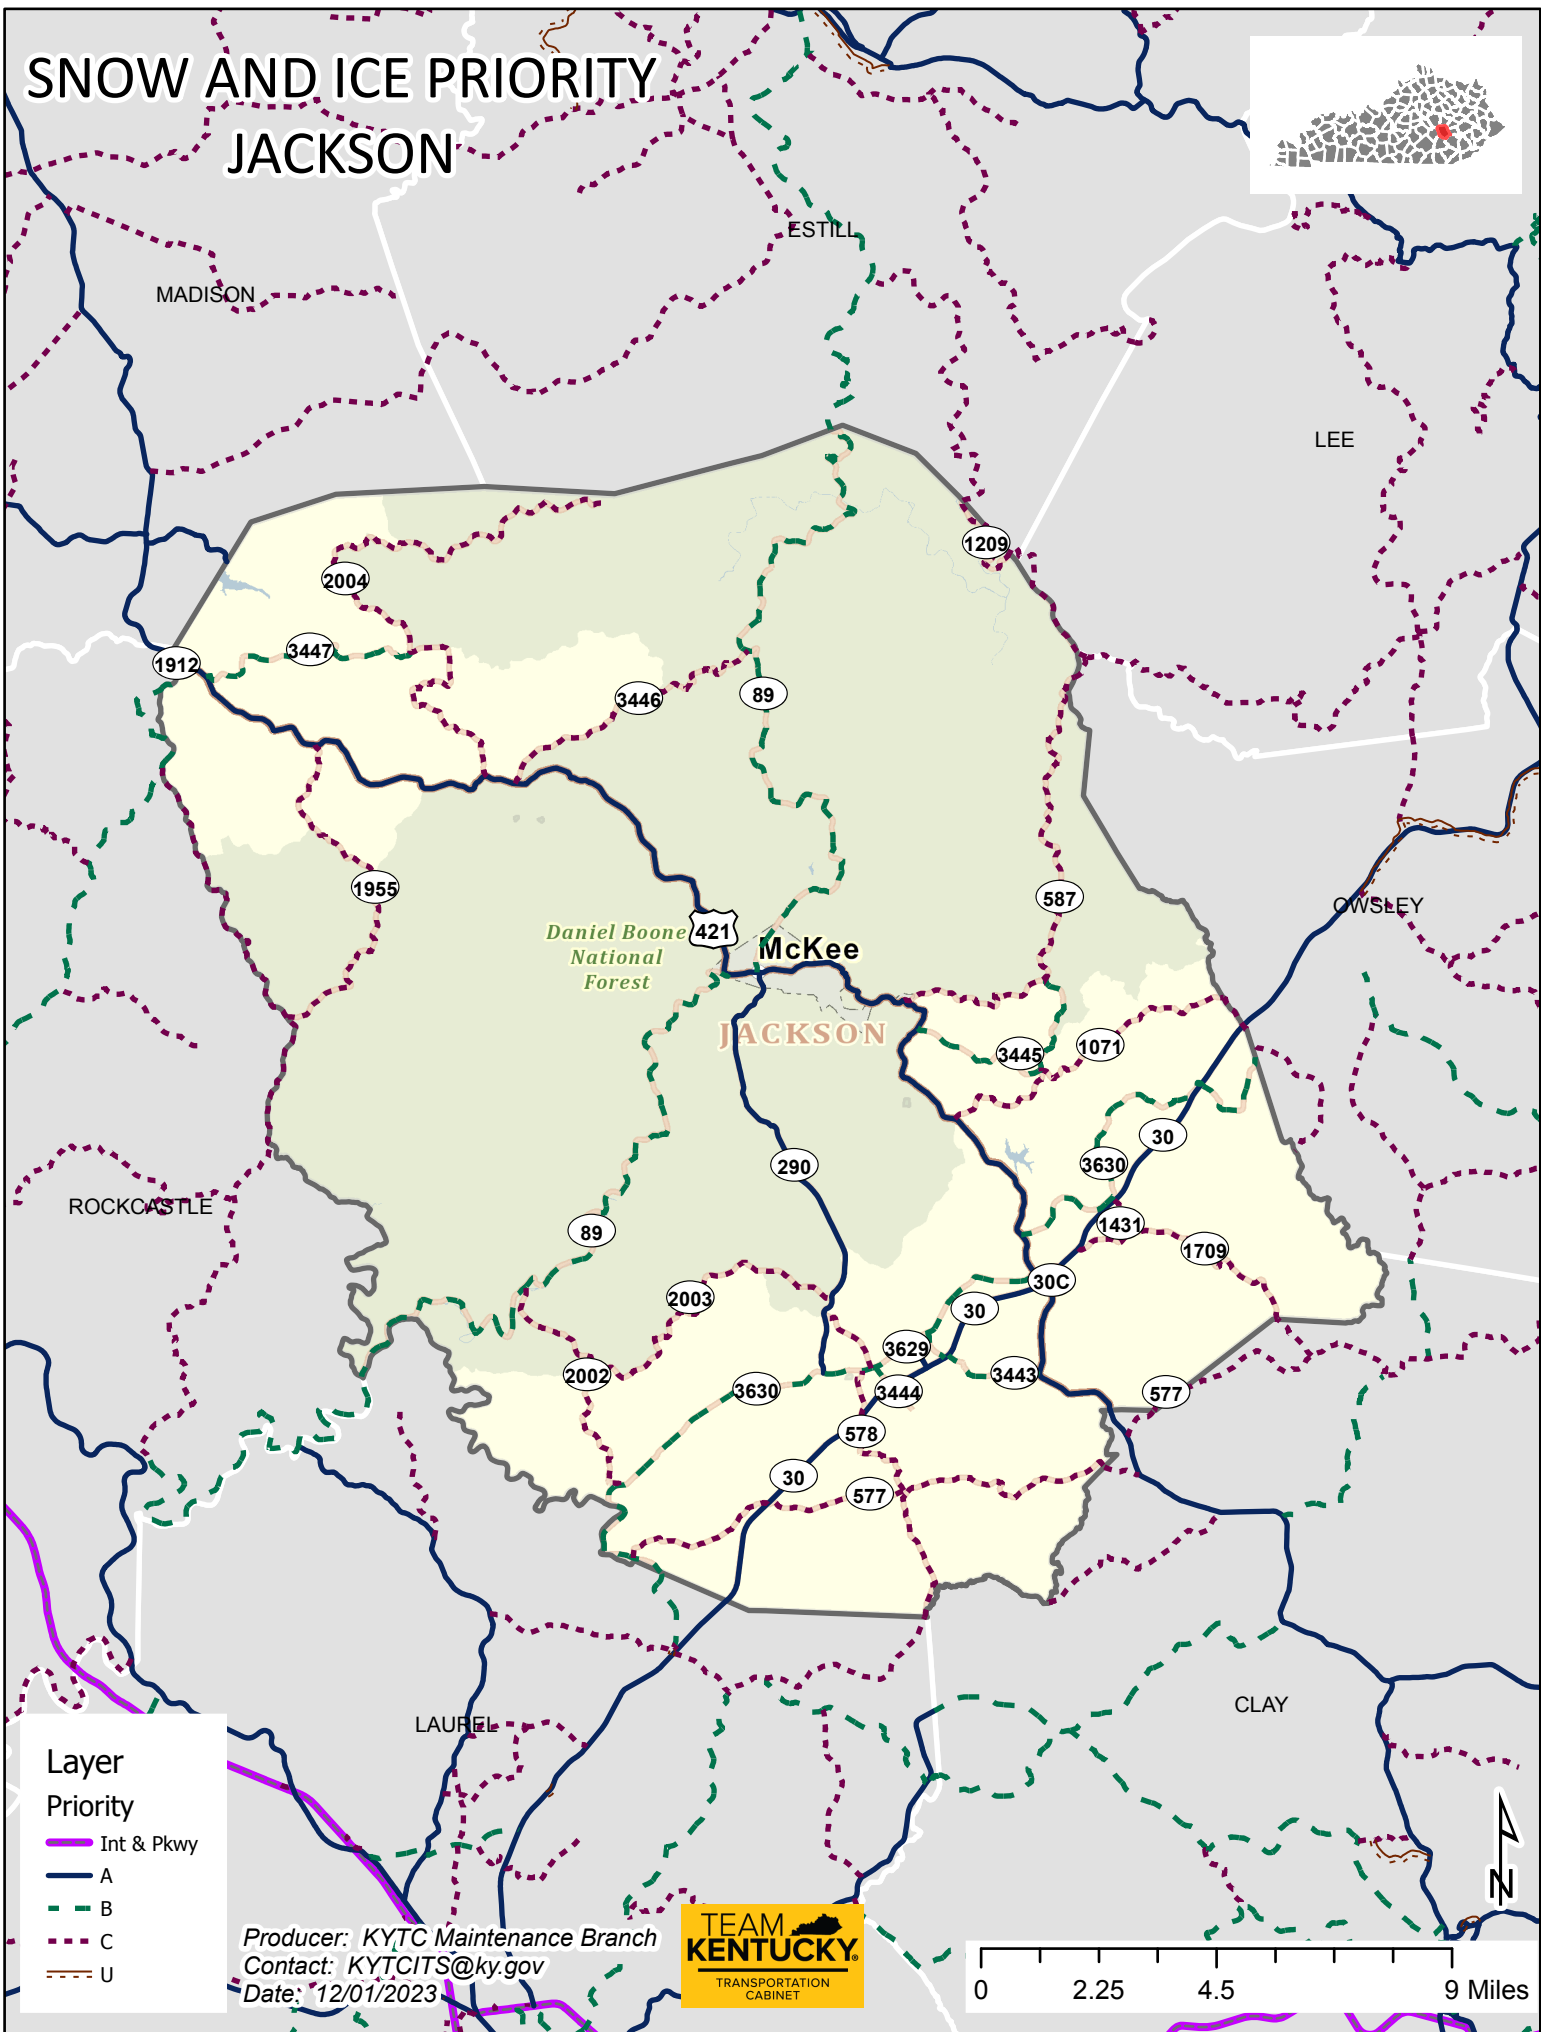 SNOW AND ICE PRIORITY
JACKSON
ESTILL
MADISON
LEE
1209
2004
3447
1912
3446
89
1955
587
OWSLEY
421
Daniel Boone
National
Forest
McKee
JACKSON
3445
1071
30
290
3630
ROCKCASTLE
89
1431
1709
30C
2003
30
3629
2002
3443
3630
3444
577
578
30
577
CLAY
LAUREL
Layer
Priority
Int & Pkwy
A
B
C
U
Producer: KYTC Maintenance Branch
Contact: KYTCITS@ky.gov
Date: 12/01/2023
TEAM
KENTUCKY®
TRANSPORTATION
CABINET
N
0 2.25 4.5 9 Miles